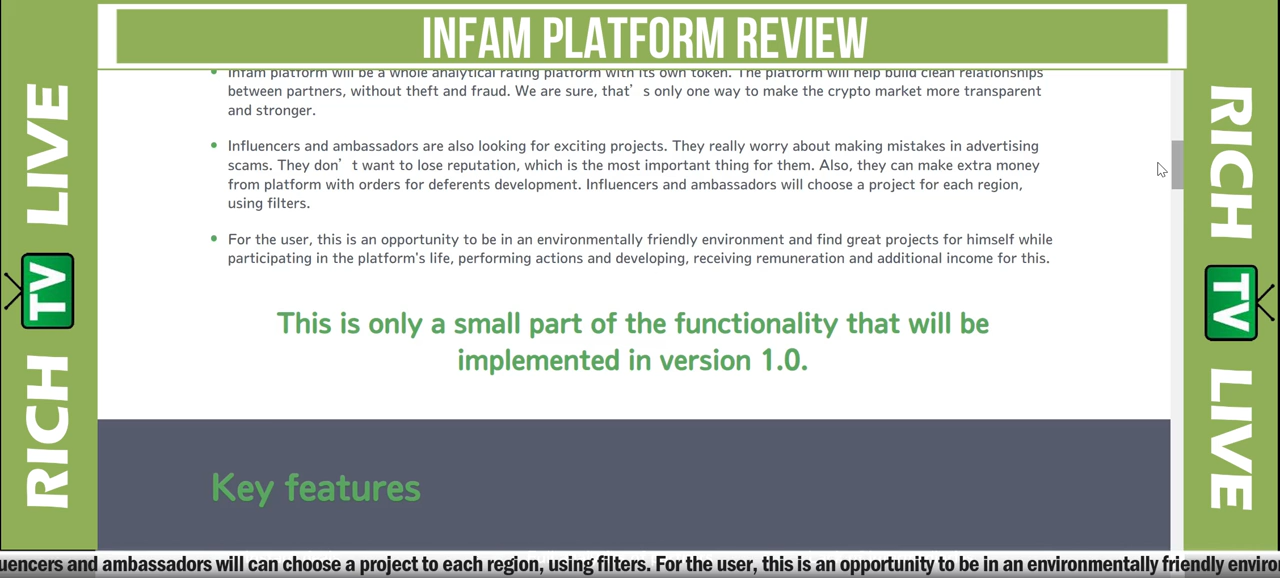 INFAM PLATFORM REVIEW
Infam platform will be a whole analytical rating platform with its own token. The platform will help build clean relationships
between partners, without theft and fraud. We are sure, that's only one way to make the crypto market more transparent
and stronger.
Influencers and ambassadors are also looking for exciting projects. They really worry about making mistakes in advertising
scams. They don't want to lose reputation, which is the most important thing for them. Also, they can make extra money
from platform with orders for deferents development. Influencers and ambassadors will choose a project for each region,
using filters.
For the user, this is an opportunity to be in an environmentally friendly environment and find great projects for himself while
participating in the platform's life, performing actions and developing, receiving remuneration and additional income for this.
This is only a small part of the functionality that will be
implemented in version 1.0.
Key features
RICH TV LIVE
RICH TV LIVE
uencers and ambassadors will can choose a project to each region, using filters. For the user, this is an opportunity to be in an environmentally friendly enviro